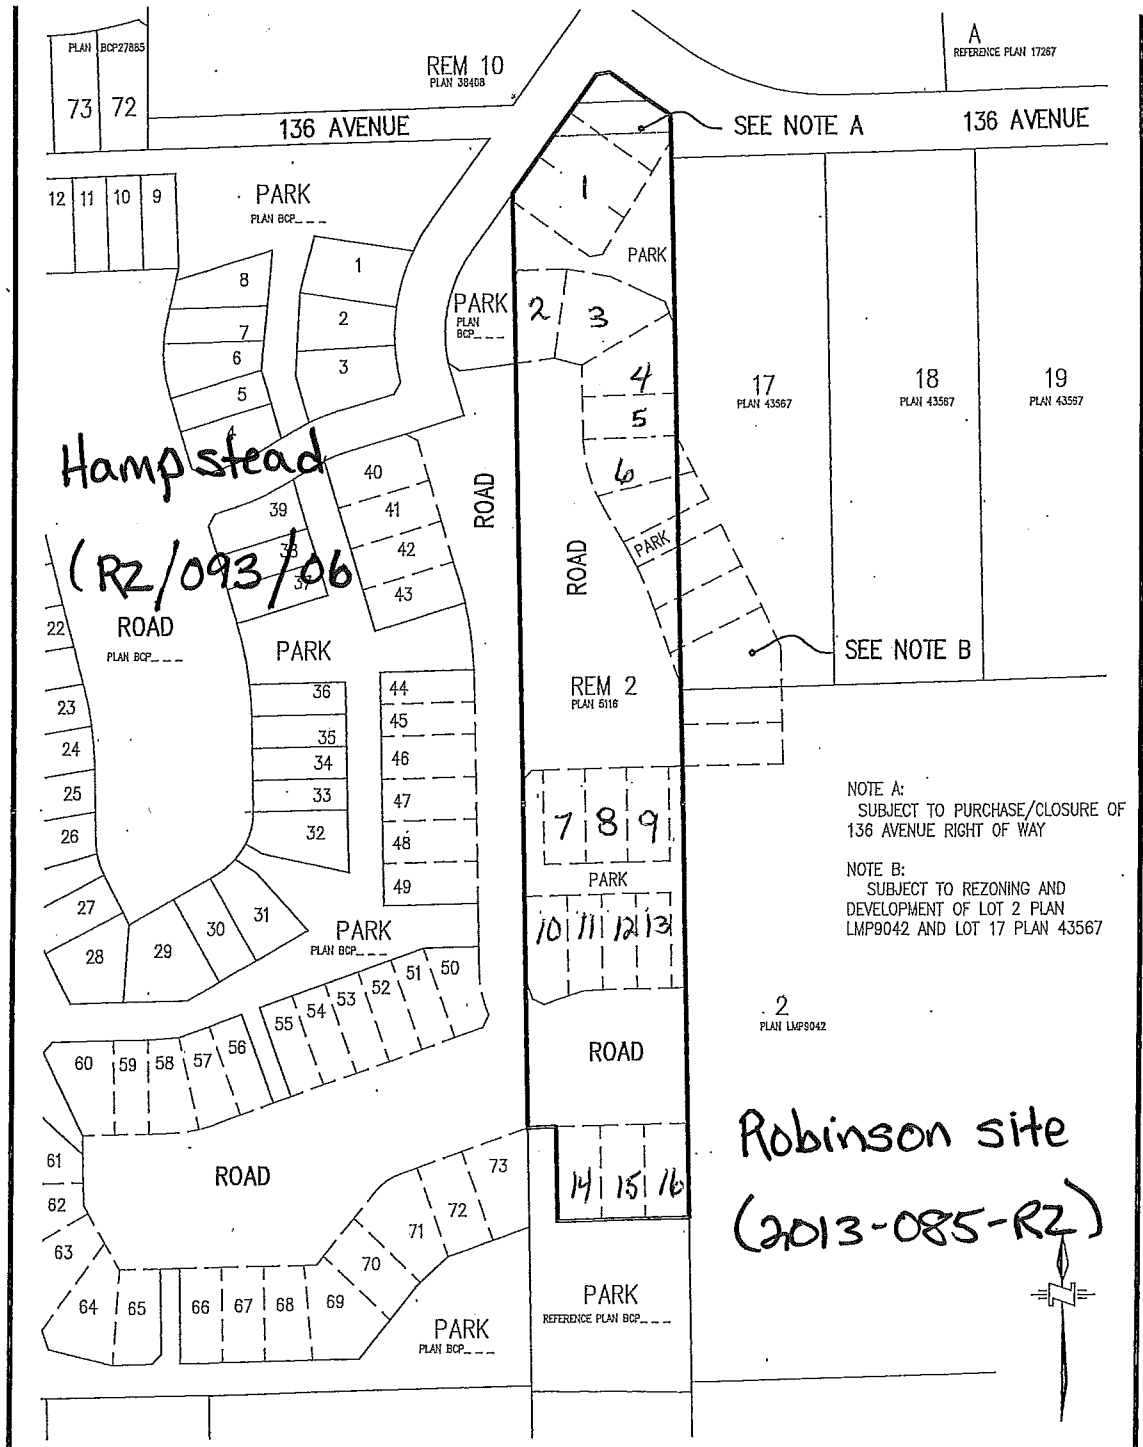 PLAN BCP27885
73 72
REM 10
PLAN 38408
A
REFERENCE PLAN 17267
136 AVENUE
SEE NOTE A
136 AVENUE
12 11 10 9
PARK
PLAN BCP____
1
PARK
8
1
7
2
6
3
5
4
PARK
PLAN
BCP____
2
3
4
5
6
17
PLAN 43567
18
PLAN 43567
19
PLAN 43567
Hampstead
(RZ/093/06
40
39
41
38
42
37
43
ROAD
ROAD
PARK
22
ROAD
PLAN BCP____
PARK
SEE NOTE B
36
44
REM 2
PLAN 5116
23
35
45
24
34
46
25
33
47
26
32
48
49
7 8 9
PARK
NOTE A:
SUBJECT TO PURCHASE/CLOSURE OF
136 AVENUE RIGHT OF WAY
NOTE B:
SUBJECT TO REZONING AND
DEVELOPMENT OF LOT 2 PLAN
LMP9042 AND LOT 17 PLAN 43567
27
28
29
30
31
PARK
PLAN BCP____
10 11 12 13
55 54 53 52 51 50
2
PLAN LMP9042
60 59 58 57 56
ROAD
Robinson site
(2013-085-RZ)
61
62
63
64
65
ROAD
73
72
71
70
14 15 16
66 67 68 69
PARK
PLAN BCP____
PARK
REFERENCE PLAN BCP____
N